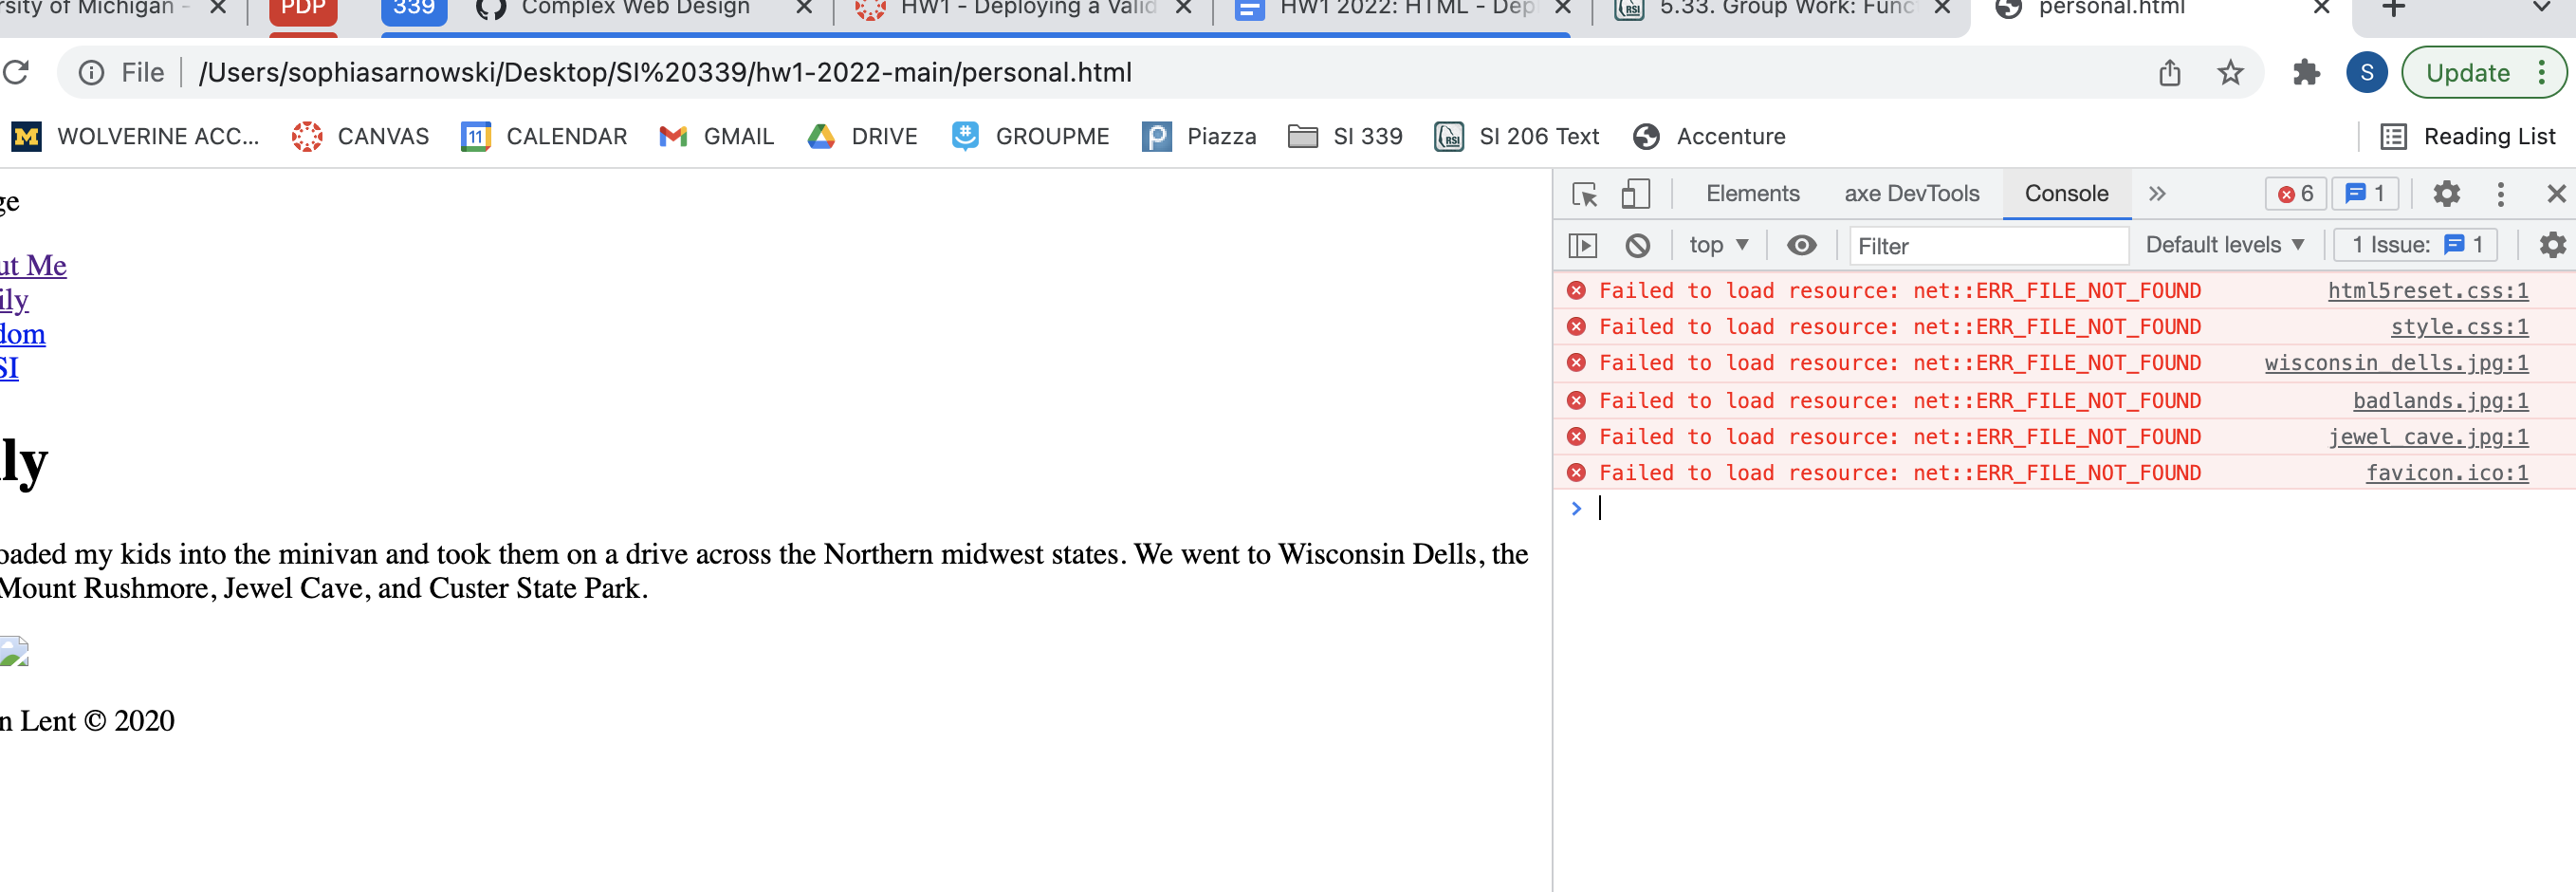 rsity of Michigan -
PDP
339
Complex Web Design
HW1 - Deploying a Valid
HW1 2022: HTML - Dep
5.33. Group Work: Func
personal.html
File
/Users/sophiasarnowski/Desktop/SI%20339/hw1-2022-main/personal.html
S
Update
M WOLVERINE ACC...
CANVAS
11 CALENDAR
GMAIL
DRIVE
GROUPME
P Piazza
SI 339
RSI SI 206 Text
Accenture
Reading List
ge
ut Me
ily
dom
SI
ly
oaded my kids into the minivan and took them on a drive across the Northern midwest states. We went to Wisconsin Dells, the
Mount Rushmore, Jewel Cave, and Custer State Park.
n Lent © 2020
Elements
axe DevTools
Console
6
1
top
Filter
Default levels
1 Issue: 1
Failed to load resource: net::ERR_FILE_NOT_FOUND html5reset.css:1
Failed to load resource: net::ERR_FILE_NOT_FOUND style.css:1
Failed to load resource: net::ERR_FILE_NOT_FOUND wisconsin_dells.jpg:1
Failed to load resource: net::ERR_FILE_NOT_FOUND badlands.jpg:1
Failed to load resource: net::ERR_FILE_NOT_FOUND jewel_cave.jpg:1
Failed to load resource: net::ERR_FILE_NOT_FOUND favicon.ico:1